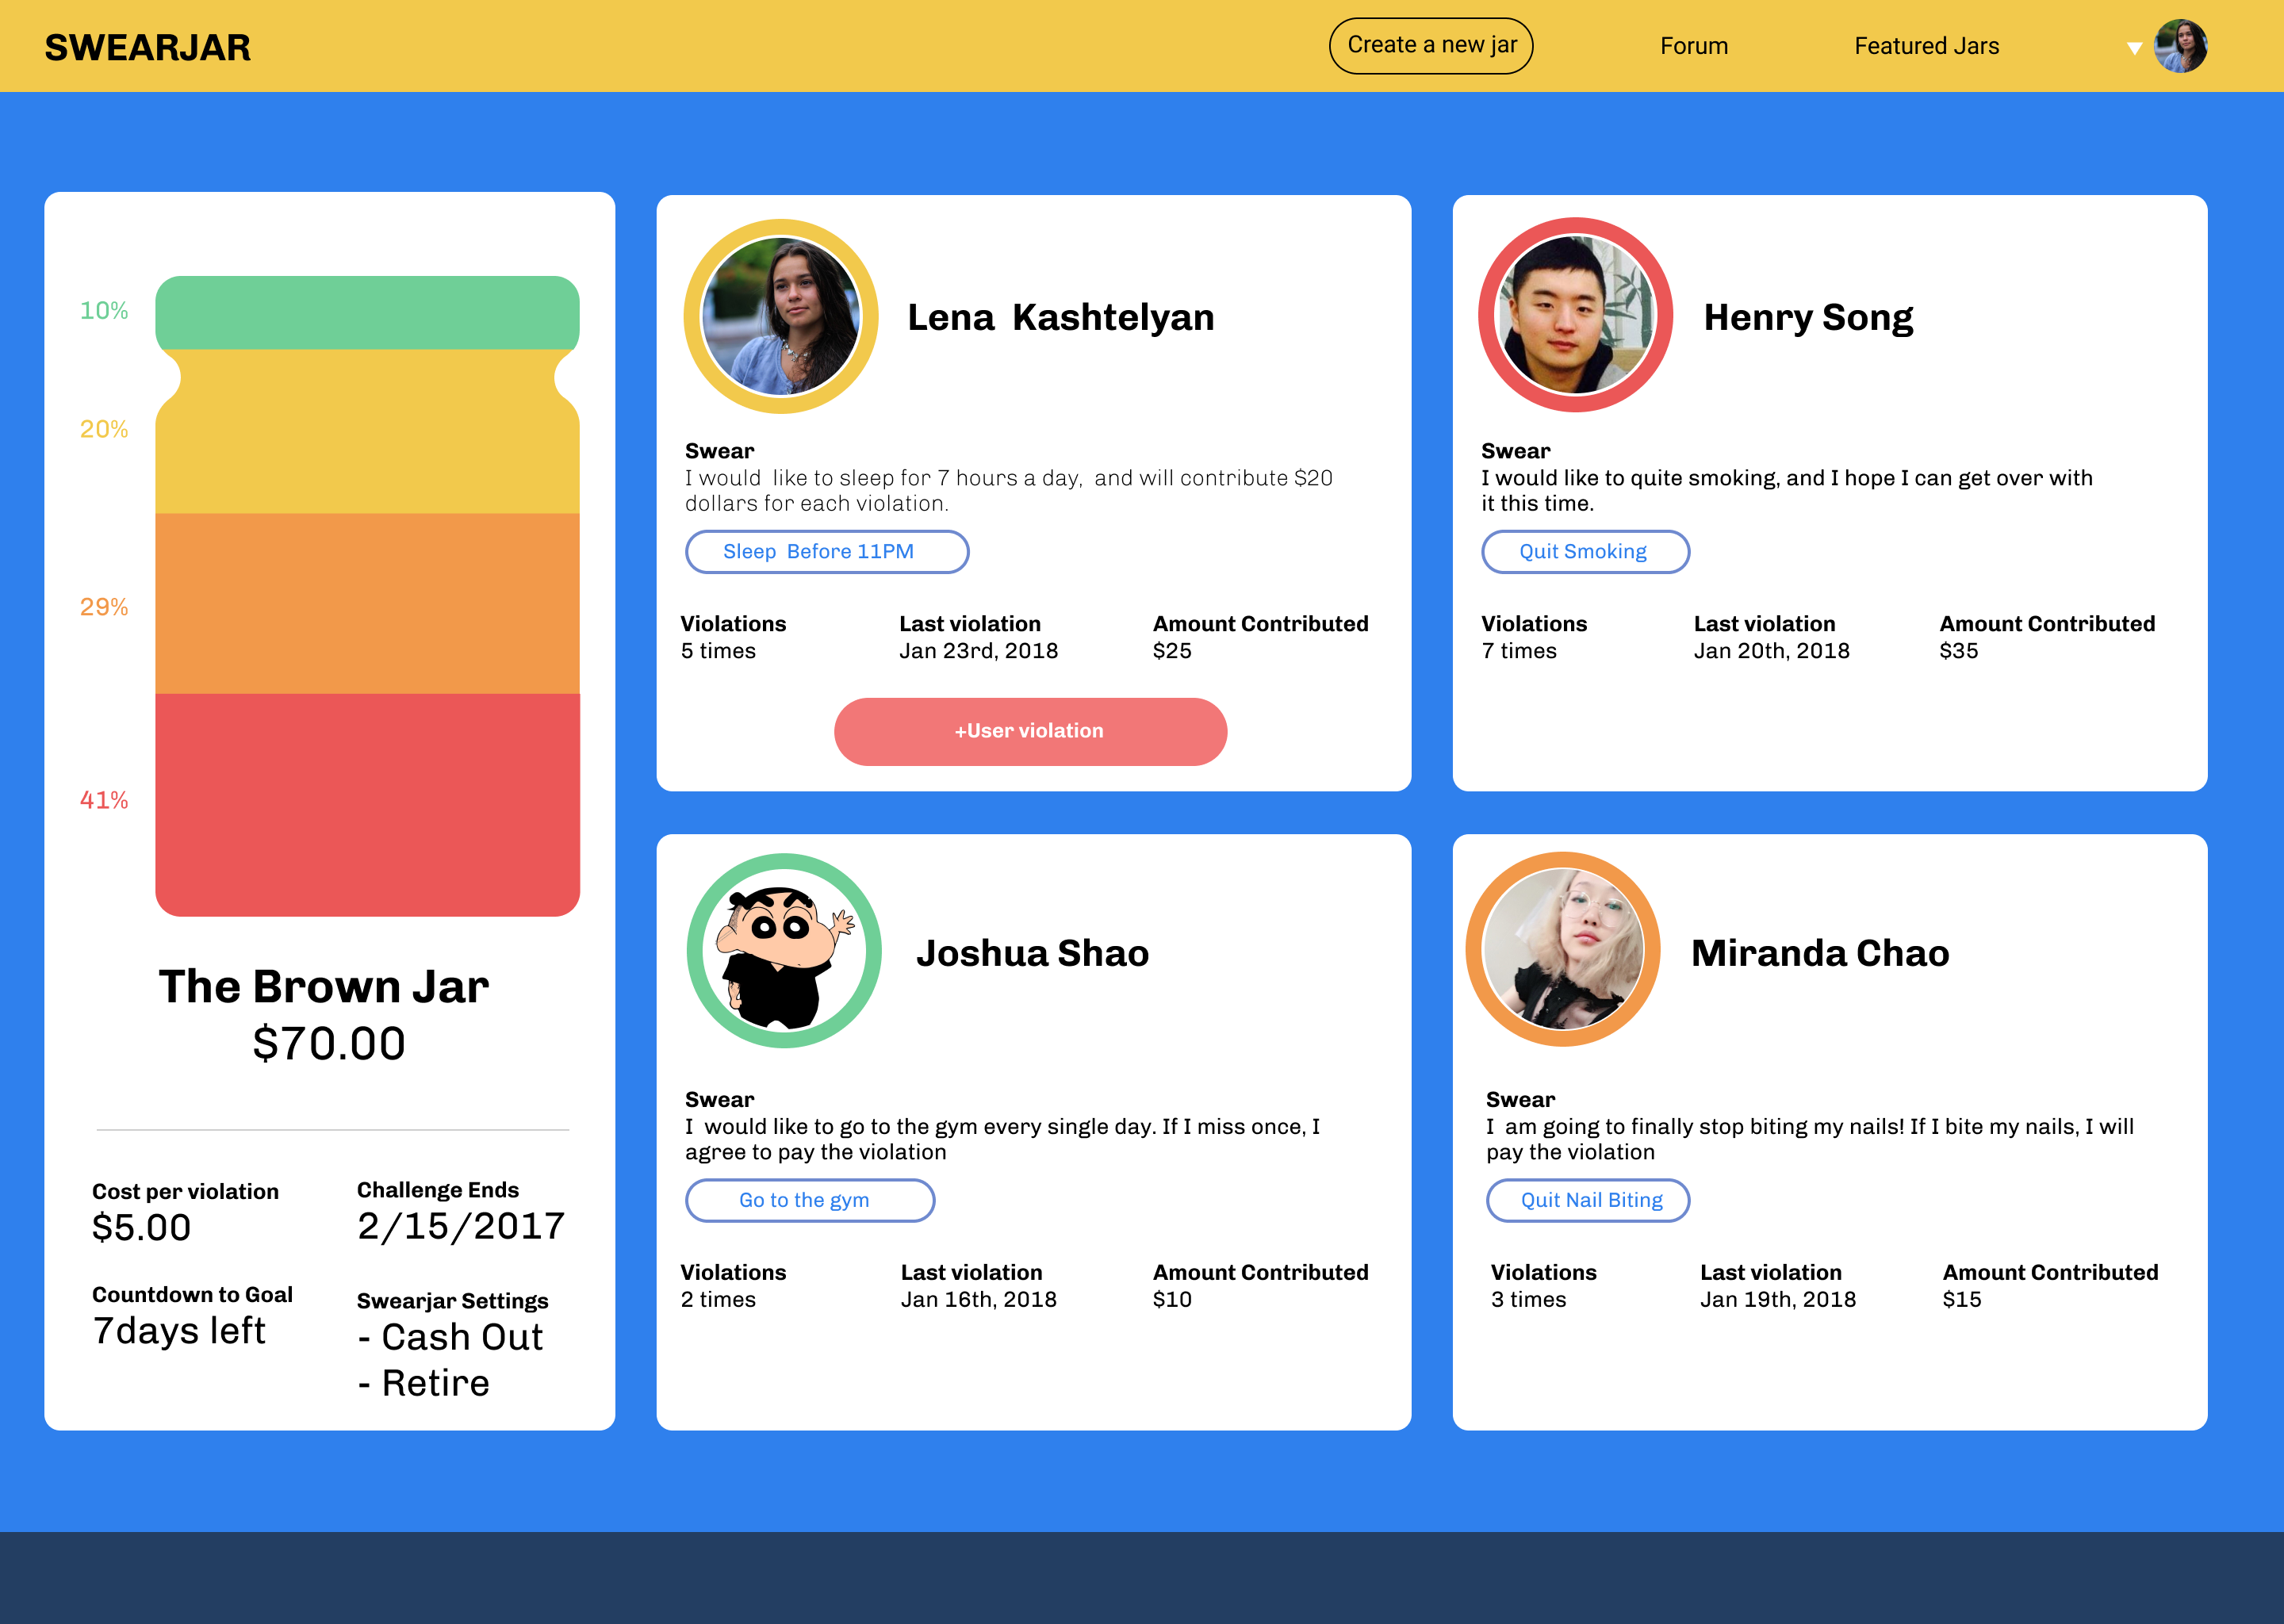 SWEARJAR
Create a new jar
Forum
Featured Jars
10%
20%
29%
41%
The Brown Jar
$70.00
Cost per violation
$5.00
Challenge Ends
2/15/2017
Countdown to Goal
7days left
Swearjar Settings
- Cash Out
- Retire
Lena Kashtelyan
Swear
I would like to sleep for 7 hours a day, and will contribute $20
dollars for each violation.
Sleep Before 11PM
Violations
5 times
Last violation
Jan 23rd, 2018
Amount Contributed
$25
+User violation
Henry Song
Swear
I would like to quite smoking, and I hope I can get over with
it this time.
Quit Smoking
Violations
7 times
Last violation
Jan 20th, 2018
Amount Contributed
$35
Joshua Shao
Swear
I would like to go to the gym every single day. If I miss once, I
agree to pay the violation
Go to the gym
Violations
2 times
Last violation
Jan 16th, 2018
Amount Contributed
$10
Miranda Chao
Swear
I am going to finally stop biting my nails! If I bite my nails, I will
pay the violation
Quit Nail Biting
Violations
3 times
Last violation
Jan 19th, 2018
Amount Contributed
$15